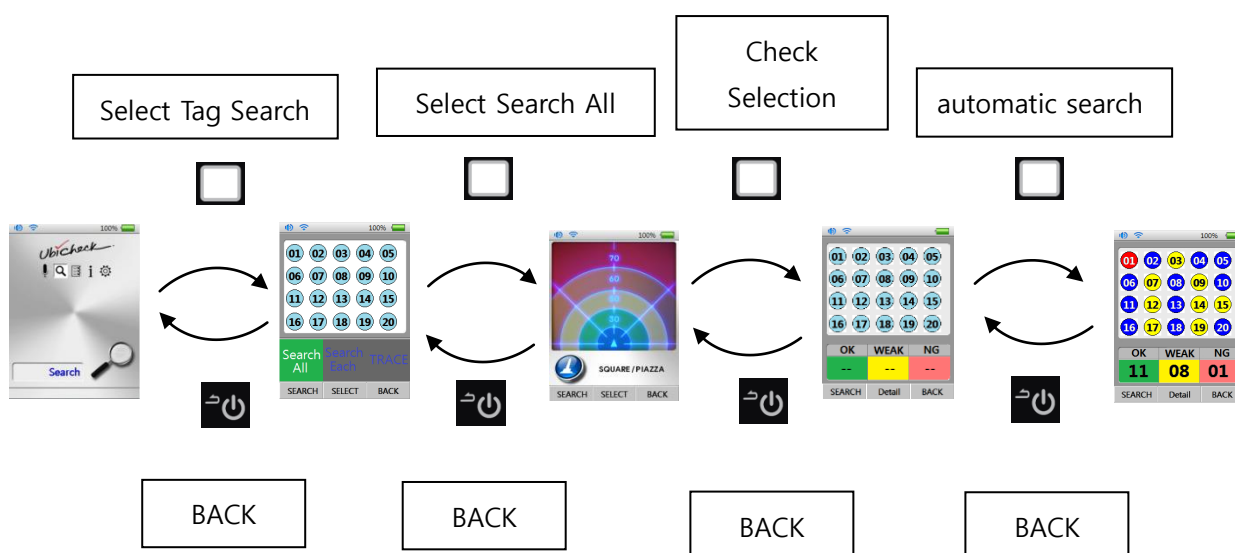 Select Tag Search
Select Search All
Check
Selection
automatic search
100%
Ubicheck
Search
100%
01 02 03 04 05
06 07 08 09 10
11 12 13 14 15
16 17 18 19 20
Search All
Search Each
TRACE
SEARCH SELECT BACK
100%
70
60
20
SQUARE/PIAZZA
SEARCH SELECT BACK
01 02 03 04 05
06 07 08 09 10
11 12 13 14 15
16 17 18 19 20
OK WEAK NG
-- -- --
SEARCH Detail BACK
100%
01 02 03 04 05
06 07 08 09 10
11 12 13 14 15
16 17 18 19 20
OK WEAK NG
11 08 01
SEARCH Detail BACK
BACK
BACK
BACK
BACK